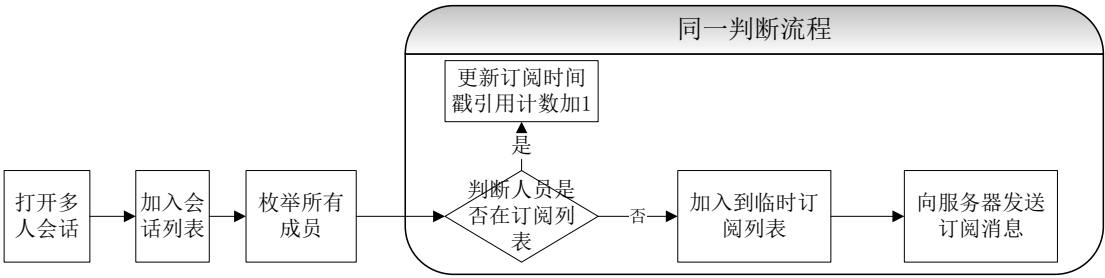 同一判断流程
更新订阅时间
戳引用计数加1
是
打开多
人会话
加入会
话列表
枚举所有
成员
判断人员是
否在订阅列
表
否
加入到临时订
阅列表
向服务器发送
订阅消息